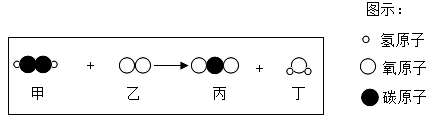 图示：
氢原子
氧原子
碳原子
+
+
甲 乙 丙 丁